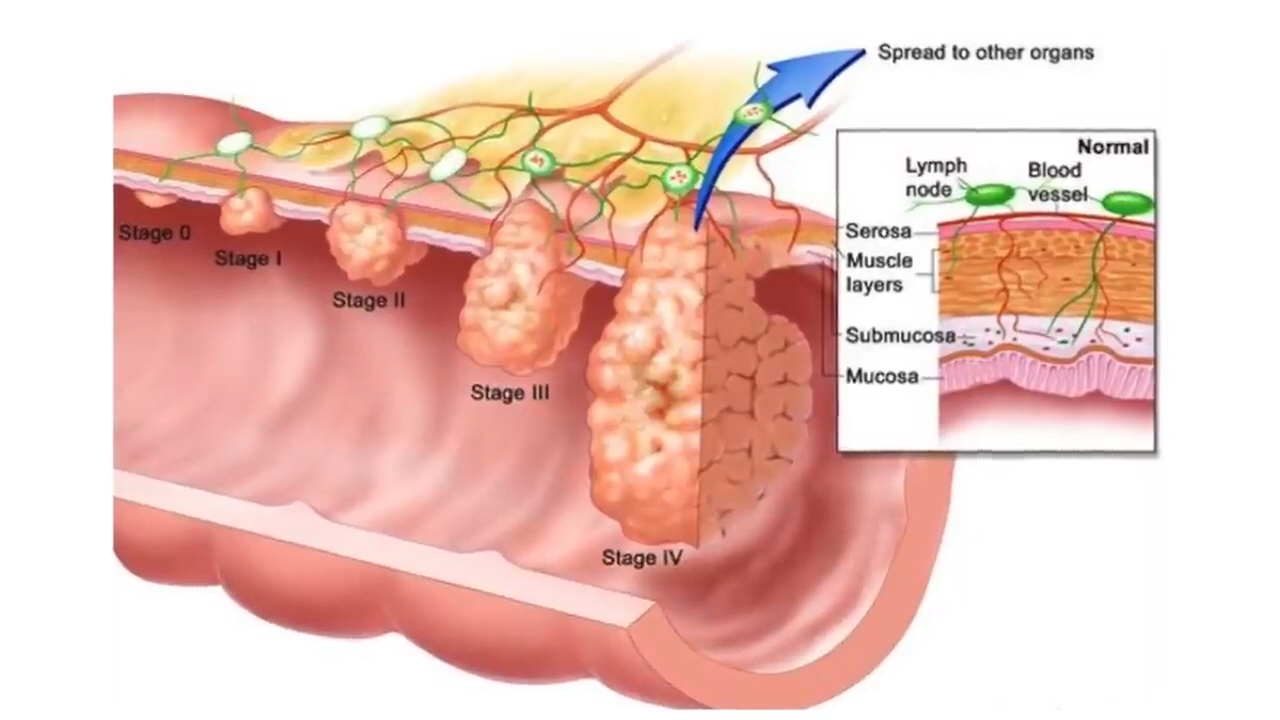 Spread to other organs
Normal
Lymph
node
Blood
vessel
Serosa
Muscle
layers
Submucosa
Mucosa
Stage 0
Stage I
Stage II
Stage III
Stage IV